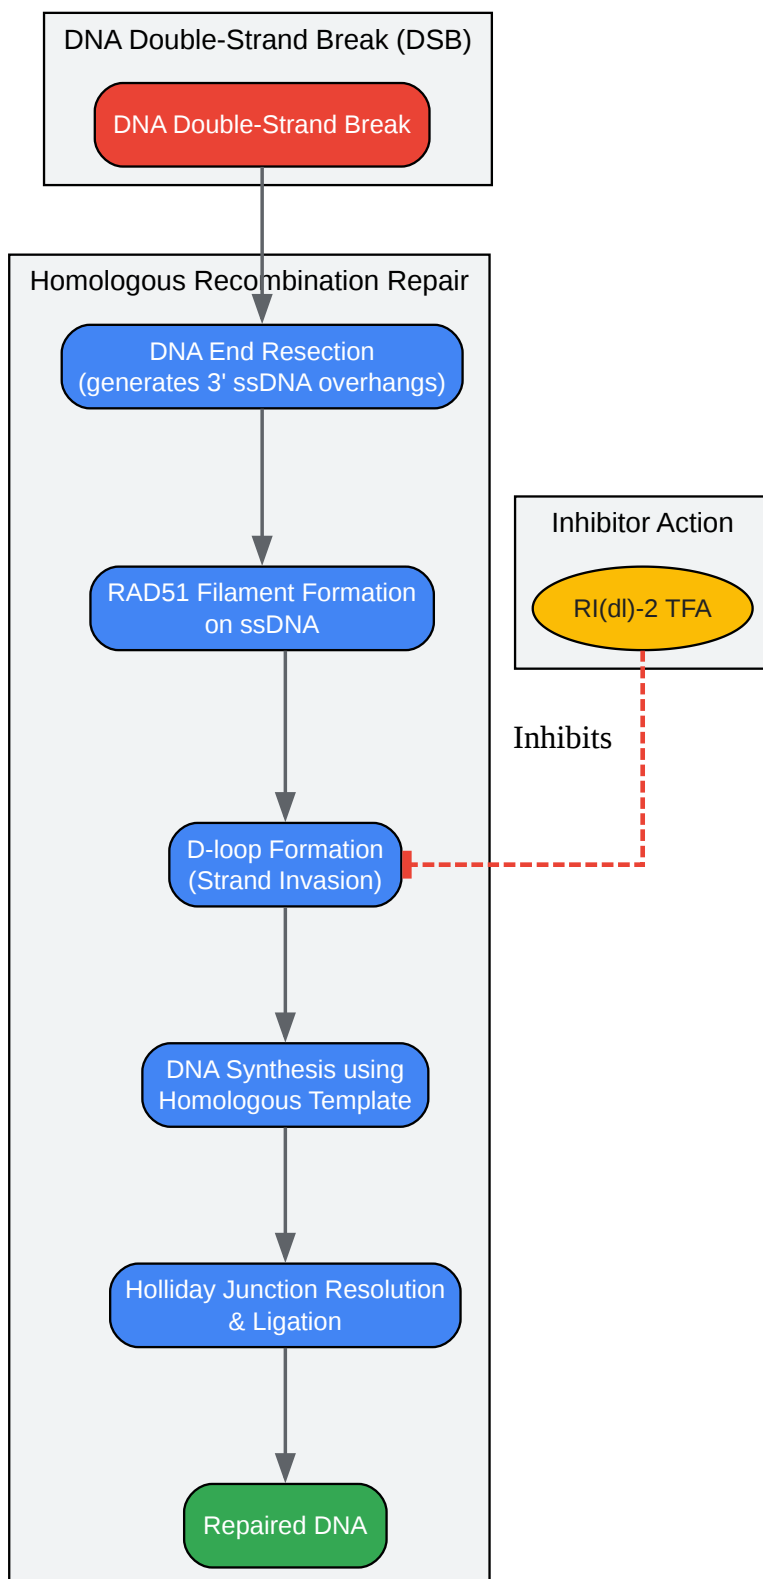 DNA Double-Strand Break (DSB)
DNA Double-Strand Break
Homologous Recombination Repair
DNA End Resection
(generates 3' ssDNA overhangs)
RAD51 Filament Formation
on ssDNA
Inhibitor Action
RI(dl)-2 TFA
Inhibits
D-loop Formation
(Strand Invasion)
DNA Synthesis using
Homologous Template
Holliday Junction Resolution
& Ligation
Repaired DNA